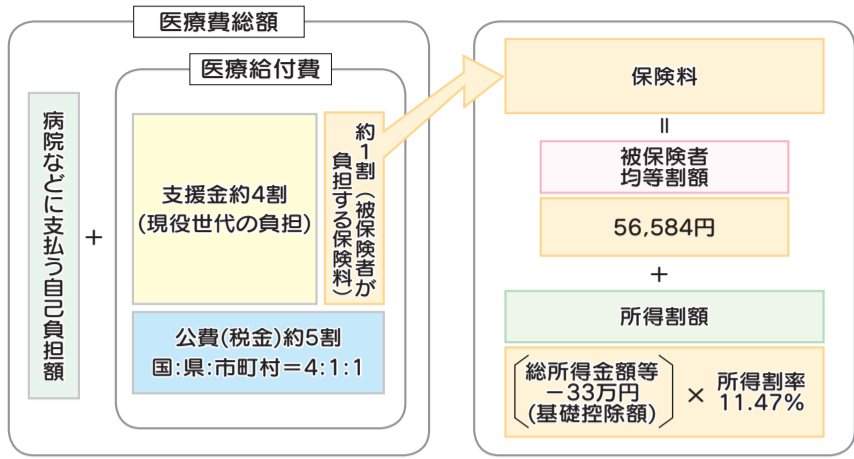 医療費総額
医療給付費
病院などに支払う自己負担額
+
支援金約4割
(現役世代の負担)
約1割(被保険者が
負担する保険料)
公費(税金)約5割
国:県:市町村=4:1:1
保険料
=
被保険者
均等割額
56,584円
+
所得割額
総所得金額等
-33万円
(基礎控除額)
×
所得割率
11.47%